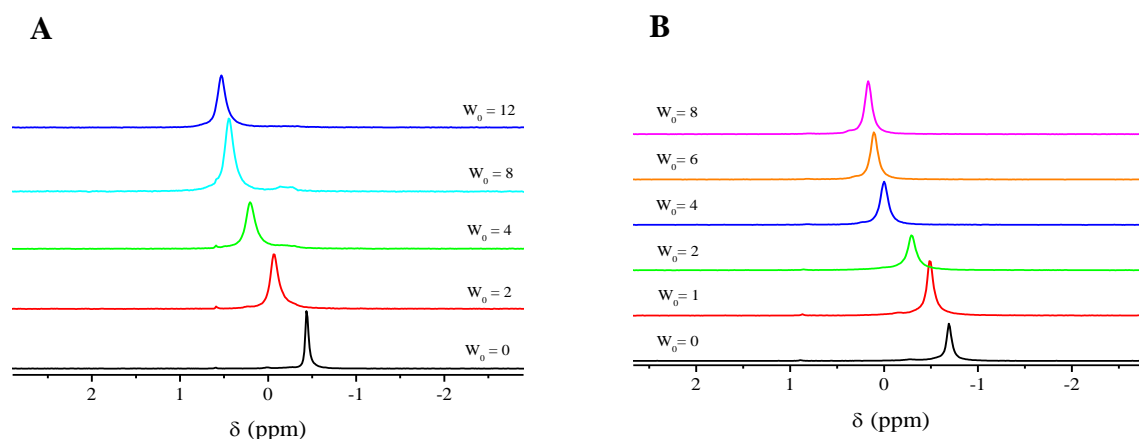 A
W₀ = 12
W₀ = 8
W₀ = 4
W₀ = 2
W₀ = 0
2 1 0 -1 -2
δ (ppm)
B
W₀ = 8
W₀ = 6
W₀ = 4
W₀ = 2
W₀ = 1
W₀ = 0
2 1 0 -1 -2
δ (ppm)